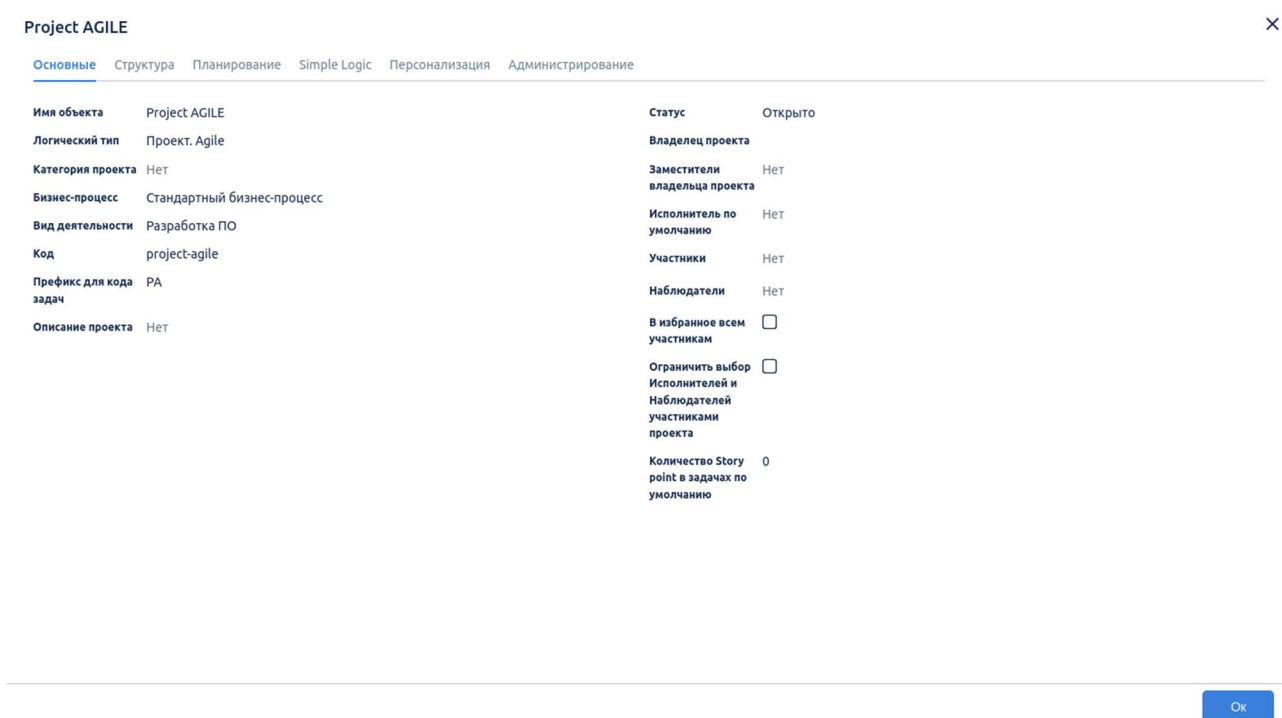 Project AGILE
Основные Структура Планирование Simple Logic Персонализация Администрирование
Имя объекта Project AGILE
Логический тип Проект. Agile
Категория проекта Нет
Бизнес-процесс Стандартный бизнес-процесс
Вид деятельности Разработка ПО
Код project-agile
Префикс для кода PA
задач
Описание проекта Нет
Статус Открыто
Владелец проекта
Заместители Нет
владельца проекта
Исполнитель по Нет
умолчанию
Участники Нет
Наблюдатели Нет
В избранное всем
участникам
Ограничить выбор
Исполнителей и
Наблюдателей
участниками
проекта
Количество Story 0
point в задачах по
умолчанию
Ок